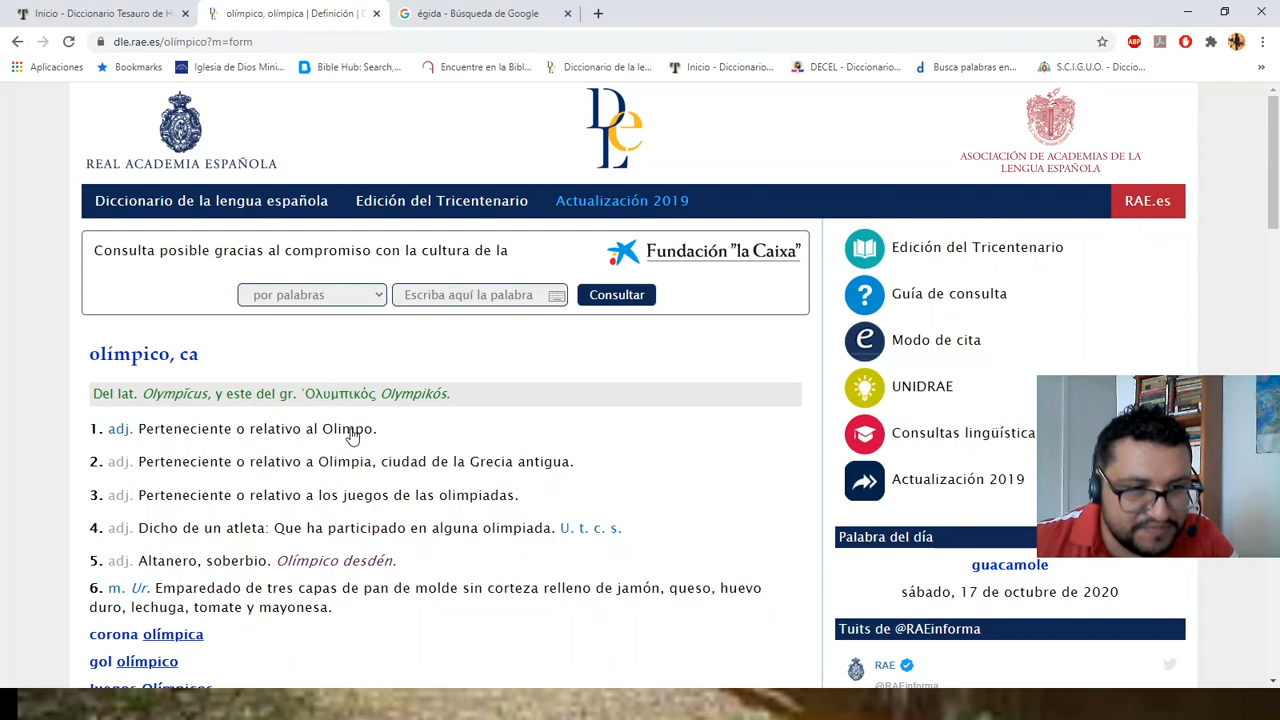 Inicio - Diccionario Tesauro de H
olímpico, olímpica | Definición | D
égida - Búsqueda de Google
dle.rae.es/olímpico?m=form
Aplicaciones
Bookmarks
Iglesia de Dios Mini...
Bible Hub: Search,...
Encuentre en la Bibl...
Diccionario de la le...
Inicio - Diccionario...
DECEL - Diccionario...
Busca palabras en...
S.C.I.G.U.O. - Diccio...
»
ABP
DLe
REAL ACADEMIA ESPAÑOLA
ASOCIACIÓN DE ACADEMIAS DE LA
LENGUA ESPAÑOLA
Diccionario de la lengua española
Edición del Tricentenario
Actualización 2019
RAE.es
Consulta posible gracias al compromiso con la cultura de la
Fundación "la Caixa"
por palabras
Escriba aquí la palabra
Consultar
olímpico, ca
Del lat. Olympĭcus, y este del gr. Ὀλυμπικὸς Olympikós.
1. adj. Perteneciente o relativo al Olimpo.
2. adj. Perteneciente o relativo a Olimpia, ciudad de la Grecia antigua.
3. adj. Perteneciente o relativo a los juegos de las olimpiadas.
4. adj. Dicho de un atleta: Que ha participado en alguna olimpiada. U. t. c. s.
5. adj. Altanero, soberbio. Olímpico desdén.
6. m. Ur. Emparedado de tres capas de pan de molde sin corteza relleno de jamón, queso, huevo
duro, lechuga, tomate y mayonesa.
corona olímpica
gol olímpico
Juegos Olímpicos
Edición del Tricentenario
? Guía de consulta
e Modo de cita
UNIDRAE
Consultas lingüística
Actualización 2019
Palabra del día
guacamole
sábado, 17 de octubre de 2020
Tuits de @RAEinforma
RAE
@RAEinforma